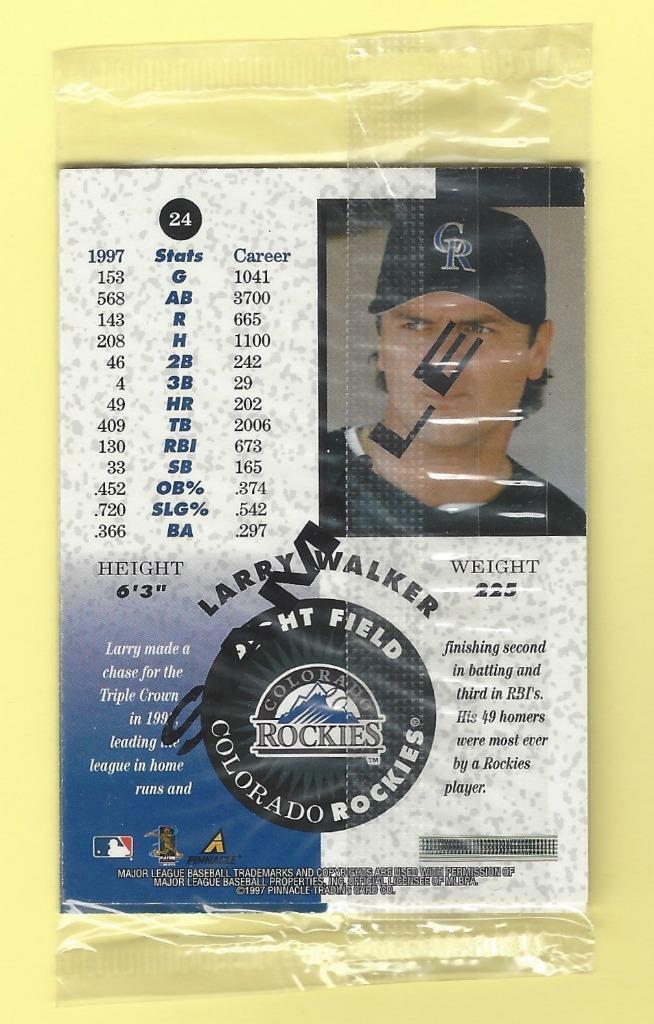 24
1997 Stats Career
153 G 1041
568 AB 3700
143 R 665
208 H 1100
46 2B 242
4 3B 29
49 HR 202
409 TB 2006
130 RBI 673
33 SB 165
.452 OB% .374
.720 SLG% .542
.366 BA .297
CR
SAMPLE
HEIGHT
6'3"
WEIGHT
225
LARRY WALKER
RIGHT FIELD
COLORADO
ROCKIES
TM
COLORADO ROCKIES®
Larry made a
chase for the
Triple Crown
in 1997,
leading the
league in home
runs and
finishing second
in batting and
third in RBI's.
His 49 homers
were most ever
by a Rockies
player.
PINNACLE®
MAJOR LEAGUE BASEBALL TRADEMARKS AND COPYRIGHTS ARE USED WITH PERMISSION OF
MAJOR LEAGUE BASEBALL PROPERTIES, INC. OFFICIAL LICENSEE OF MLBPA.
©1997 PINNACLE TRADING CARD CO.